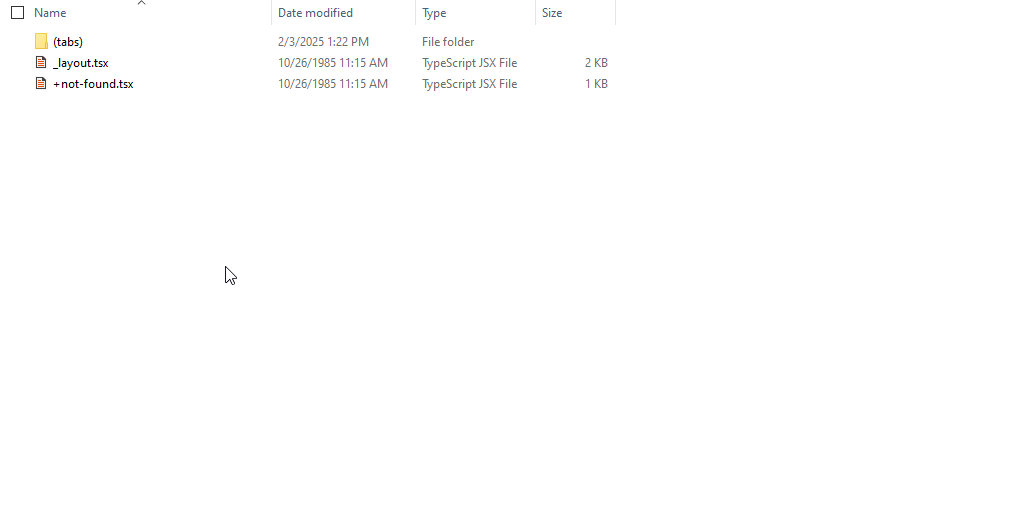 Name Date modified Type Size
(tabs) 2/3/2025 1:22 PM File folder
_layout.tsx 10/26/1985 11:15 AM TypeScript JSX File 2 KB
+not-found.tsx 10/26/1985 11:15 AM TypeScript JSX File 1 KB